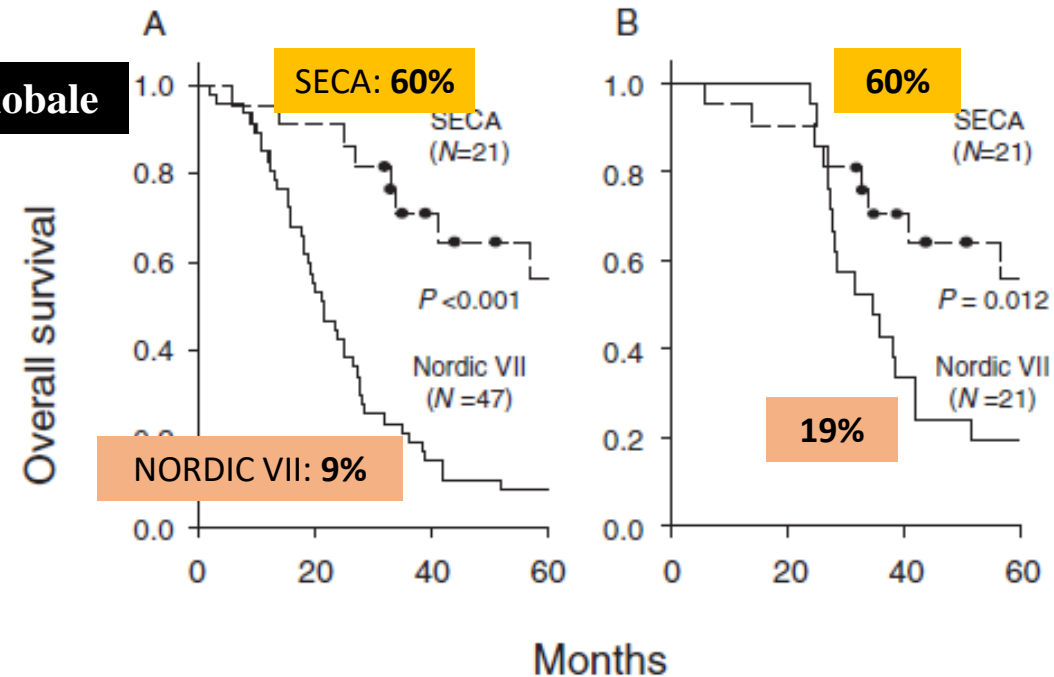 A
B
obale
SECA: 60%
60%
SECA
(N=21)
SECA
(N=21)
P <0.001
P = 0.012
Nordic VII
(N =47)
Nordic VII
(N =21)
NORDIC VII: 9%
19%
Overall survival
1.0
0.8
0.6
0.4
0.0
0
20
40
60
1.0
0.8
0.6
0.4
0.2
0.0
0
20
40
60
Months